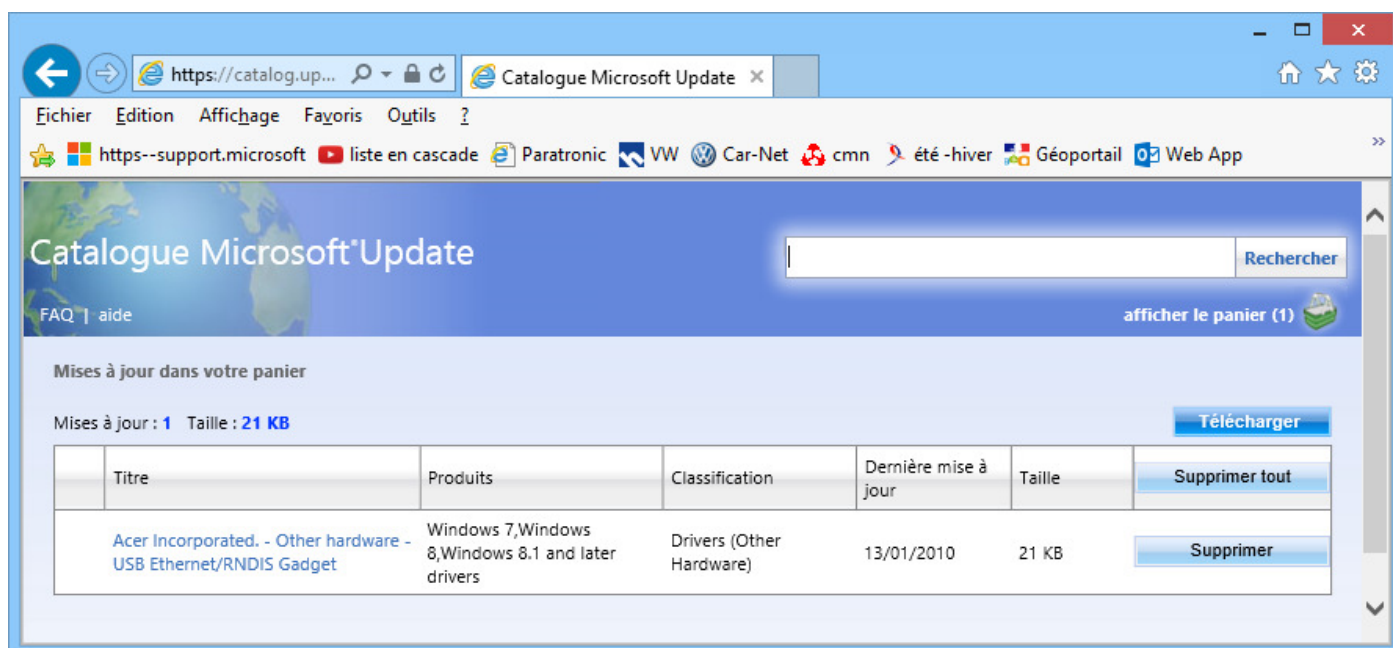 https://catalog.up...
Catalogue Microsoft Update
Fichier Edition Affichage Favoris Outils ?
https--support.microsoft liste en cascade Paratronic VW Car-Net cmn été -hiver Géoportail Web App
Catalogue Microsoft®Update
Rechercher
FAQ | aide
afficher le panier (1)
Mises à jour dans votre panier
Mises à jour : 1 Taille : 21 KB
Télécharger
Titre
Produits
Classification
Dernière mise à
jour
Taille
Supprimer tout
Acer Incorporated. - Other hardware -
USB Ethernet/RNDIS Gadget
Windows 7,Windows
8,Windows 8.1 and later
drivers
Drivers (Other
Hardware)
13/01/2010
21 KB
Supprimer